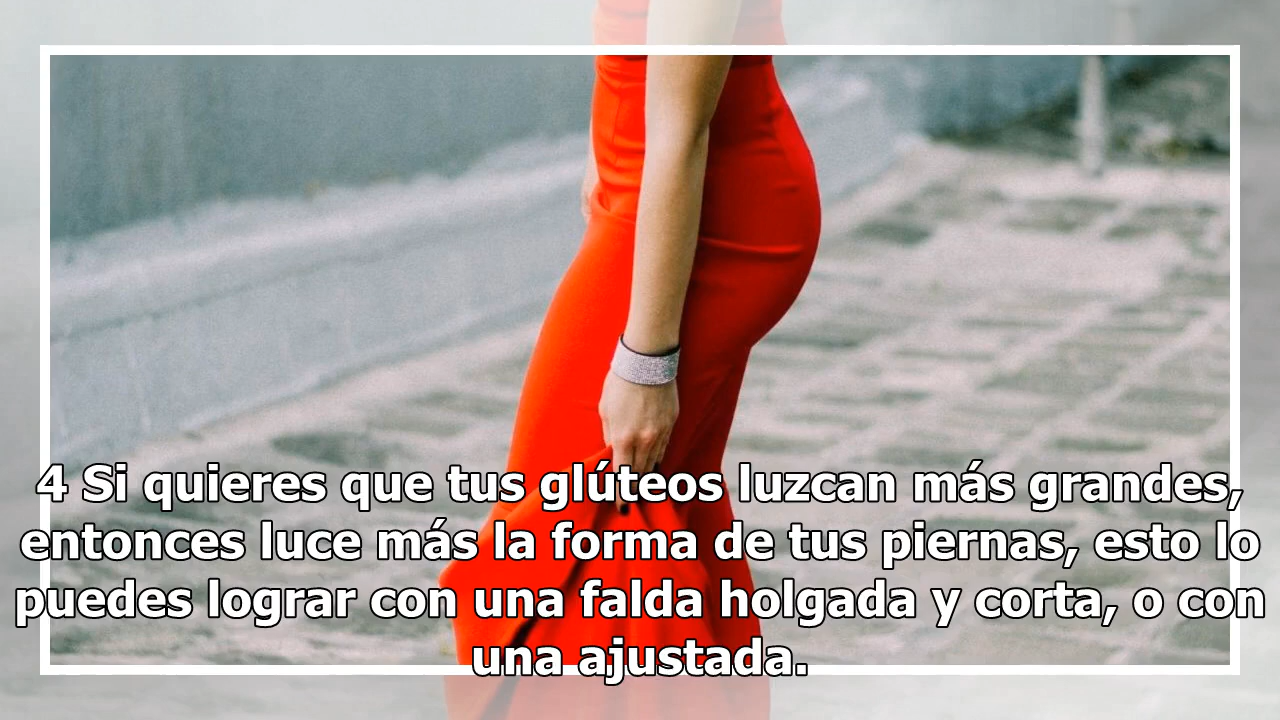 4 Si quieres que tus glúteos luzcan más grandes,
entonces luce más la forma de tus piernas, esto lo
puedes lograr con una falda holgada y corta, o con
una ajustada.